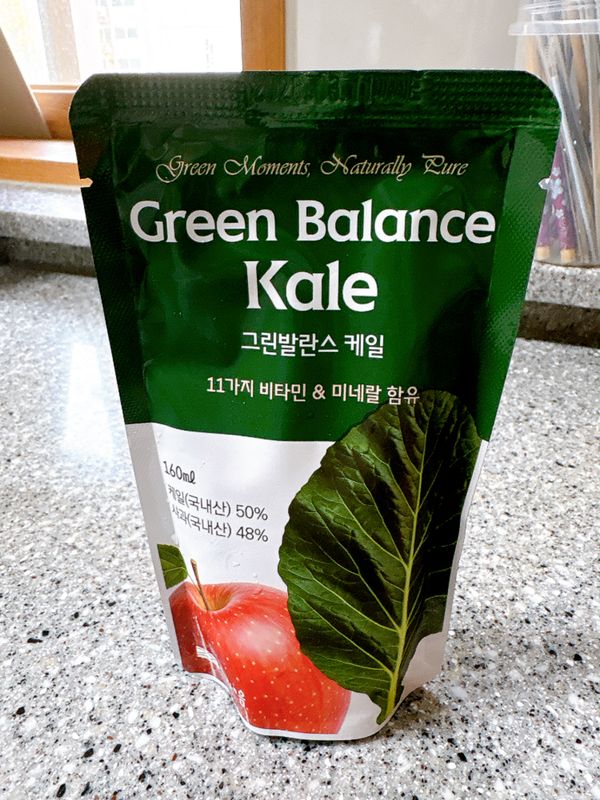 Green Moments, Naturally Pure
Green Balance
Kale
그린발란스 케일
11가지 비타민 & 미네랄 함유
160㎖
케일(국내산) 50%
사과(국내산) 48%